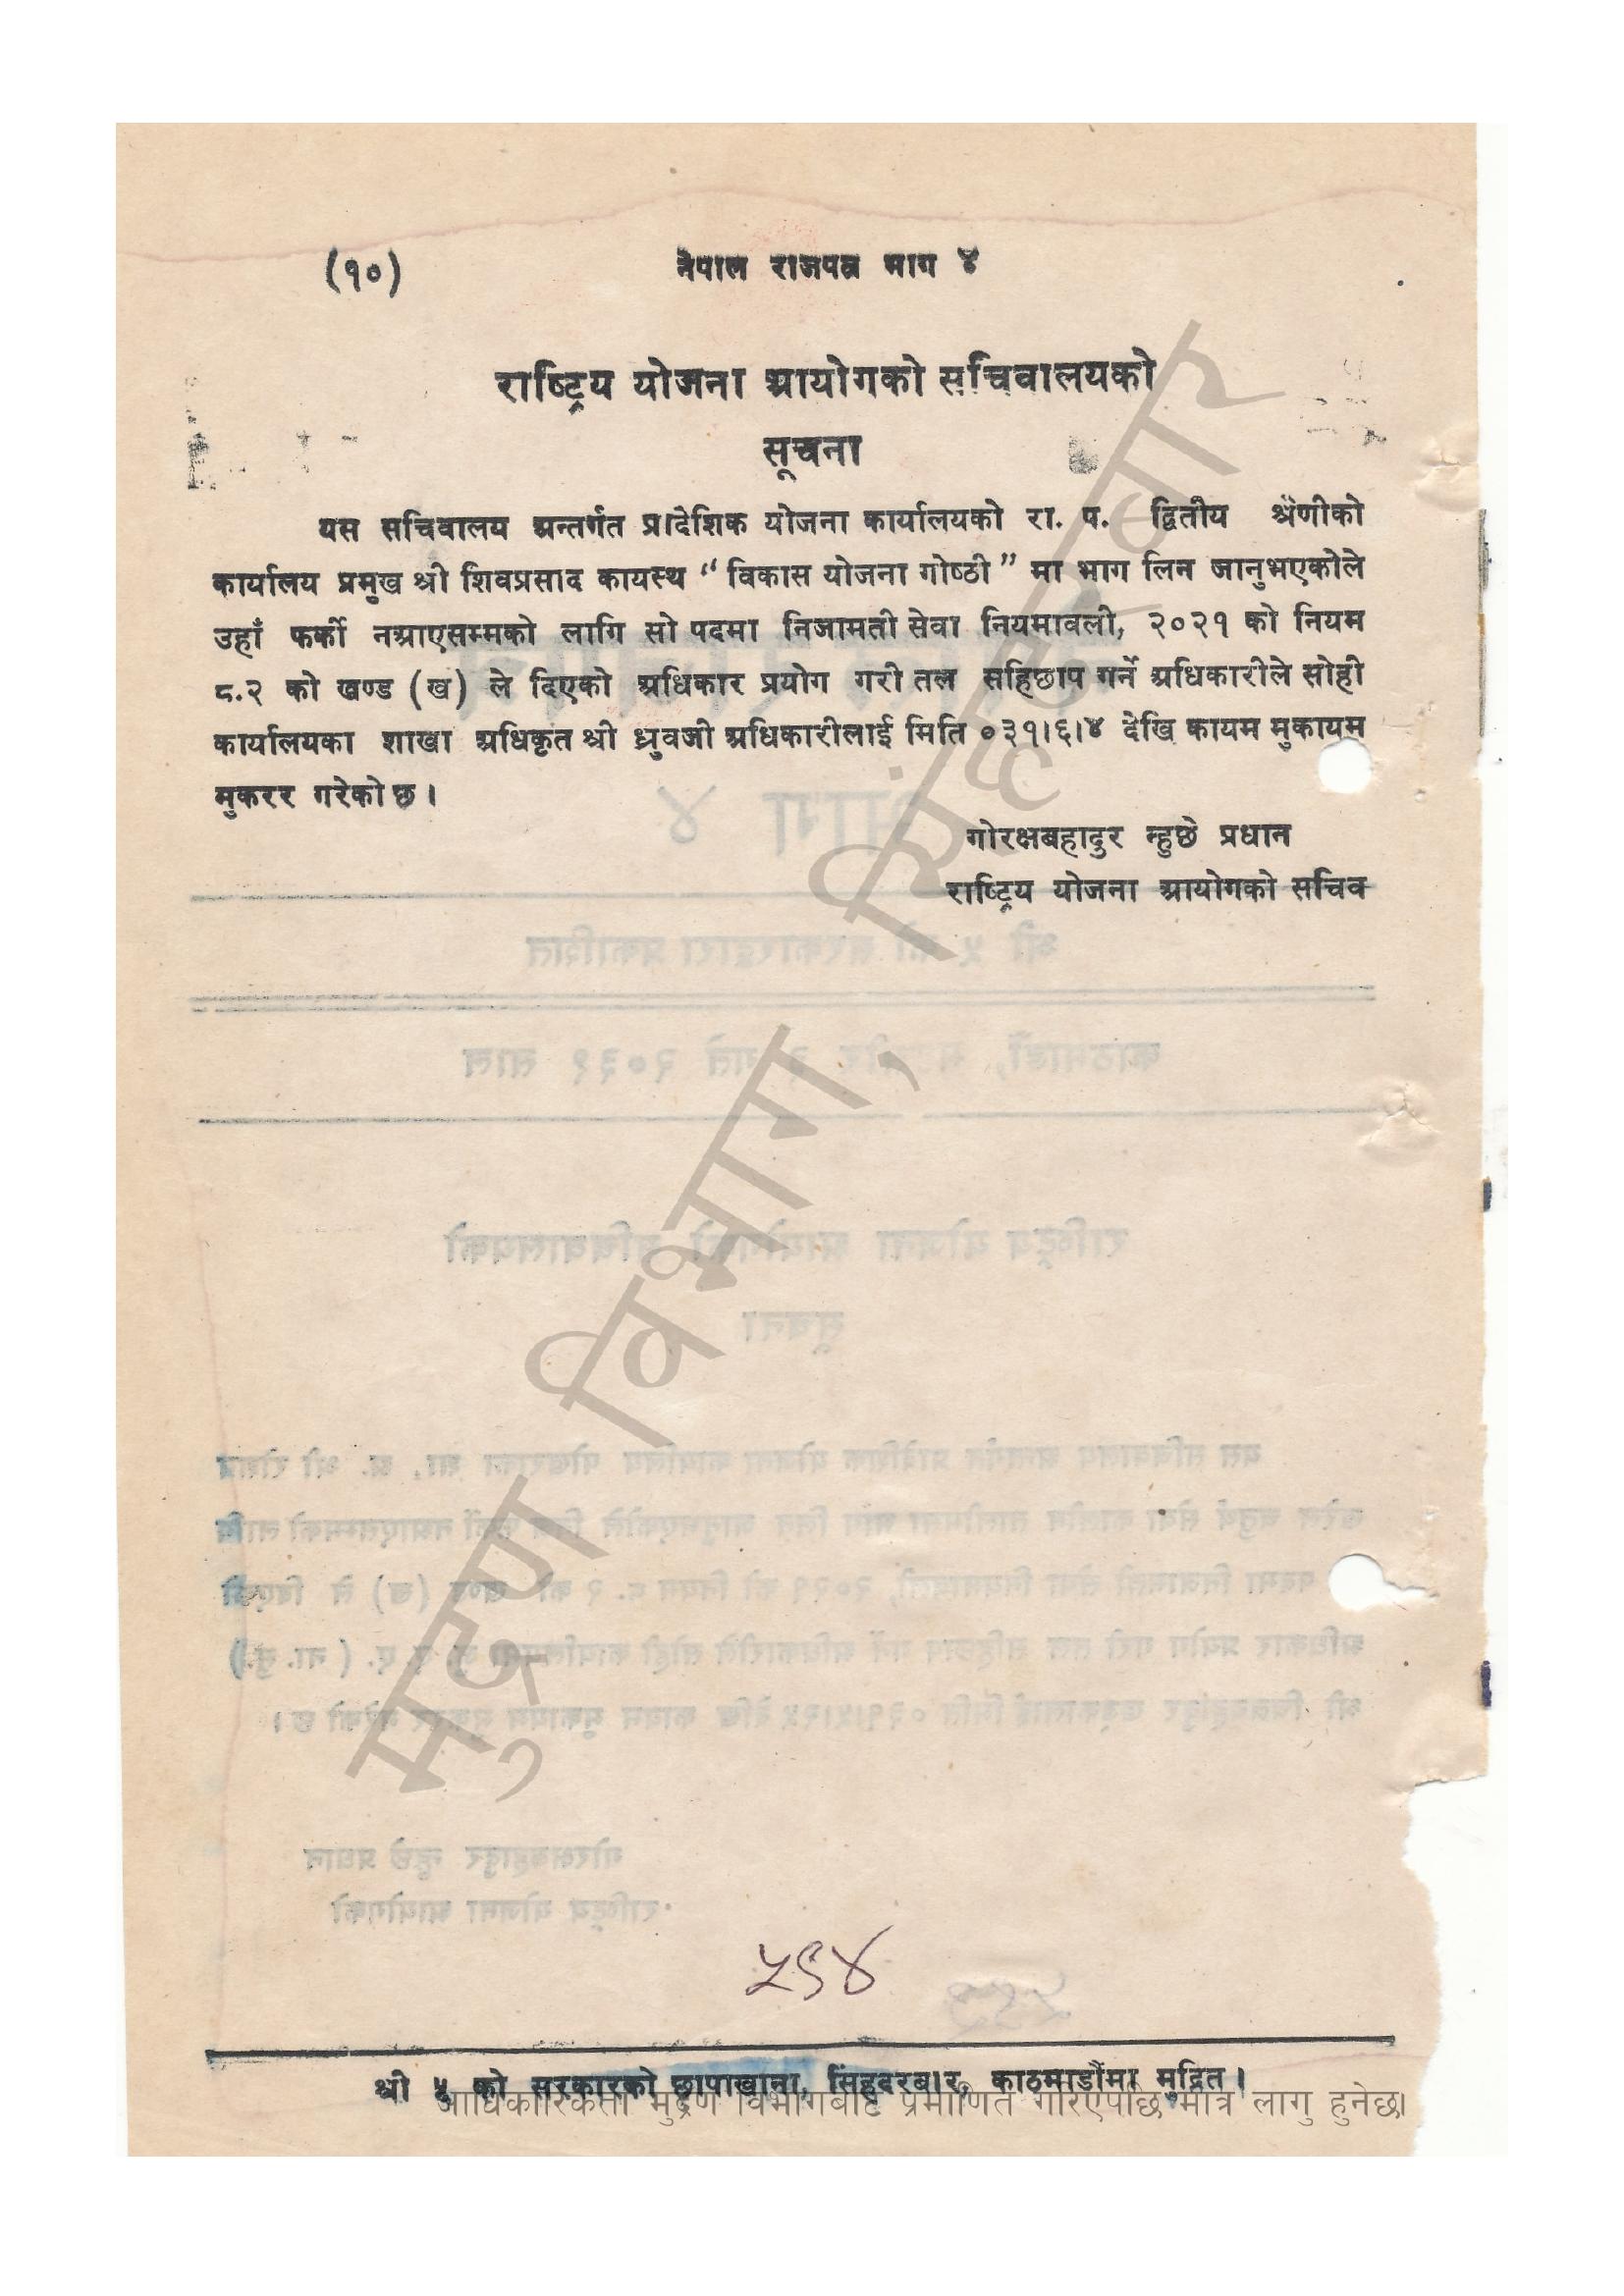 (१०) नेपाल राजपत्र भाग ४
राष्ट्रिय योजना आयोगको सचिवालयको
सूचना
यस सचिवालय अन्तर्गत प्रादेशिक योजना कार्यालयको रा. प. द्वितीय श्रेणीको
कार्यालय प्रमुख श्री शिवप्रसाद कायस्थ “विकास योजना गोष्ठी” मा भाग लिन जानुभएकोले
उहाँ फर्की नआएसम्मको लागि सो पदमा निजामती सेवा नियमावली, २०२१ को नियम
८.२ को खण्ड (ख) ले दिएको अधिकार प्रयोग गरी तल सहिछाप गर्ने अधिकारीले सोही
कार्यालयका शाखा अधिकृत श्री ध्रुवजी अधिकारीलाई मिति ०३१।६।४ देखि कायम मुकायम
मुकरर गरेको छ।
गोरक्षबहादुर न्हुछे प्रधान
राष्ट्रिय योजना आयोगको सचिव
मुद्रण विभाग, सिंहदरबार
५९४
श्री ५ को सरकारको छापाखाना, सिंहदरबार, काठमाडौंमा मुद्रित।
आधिकारिकता मुद्रण विभागबाट प्रमाणित गरिएपछि मात्र लागु हुनेछ।